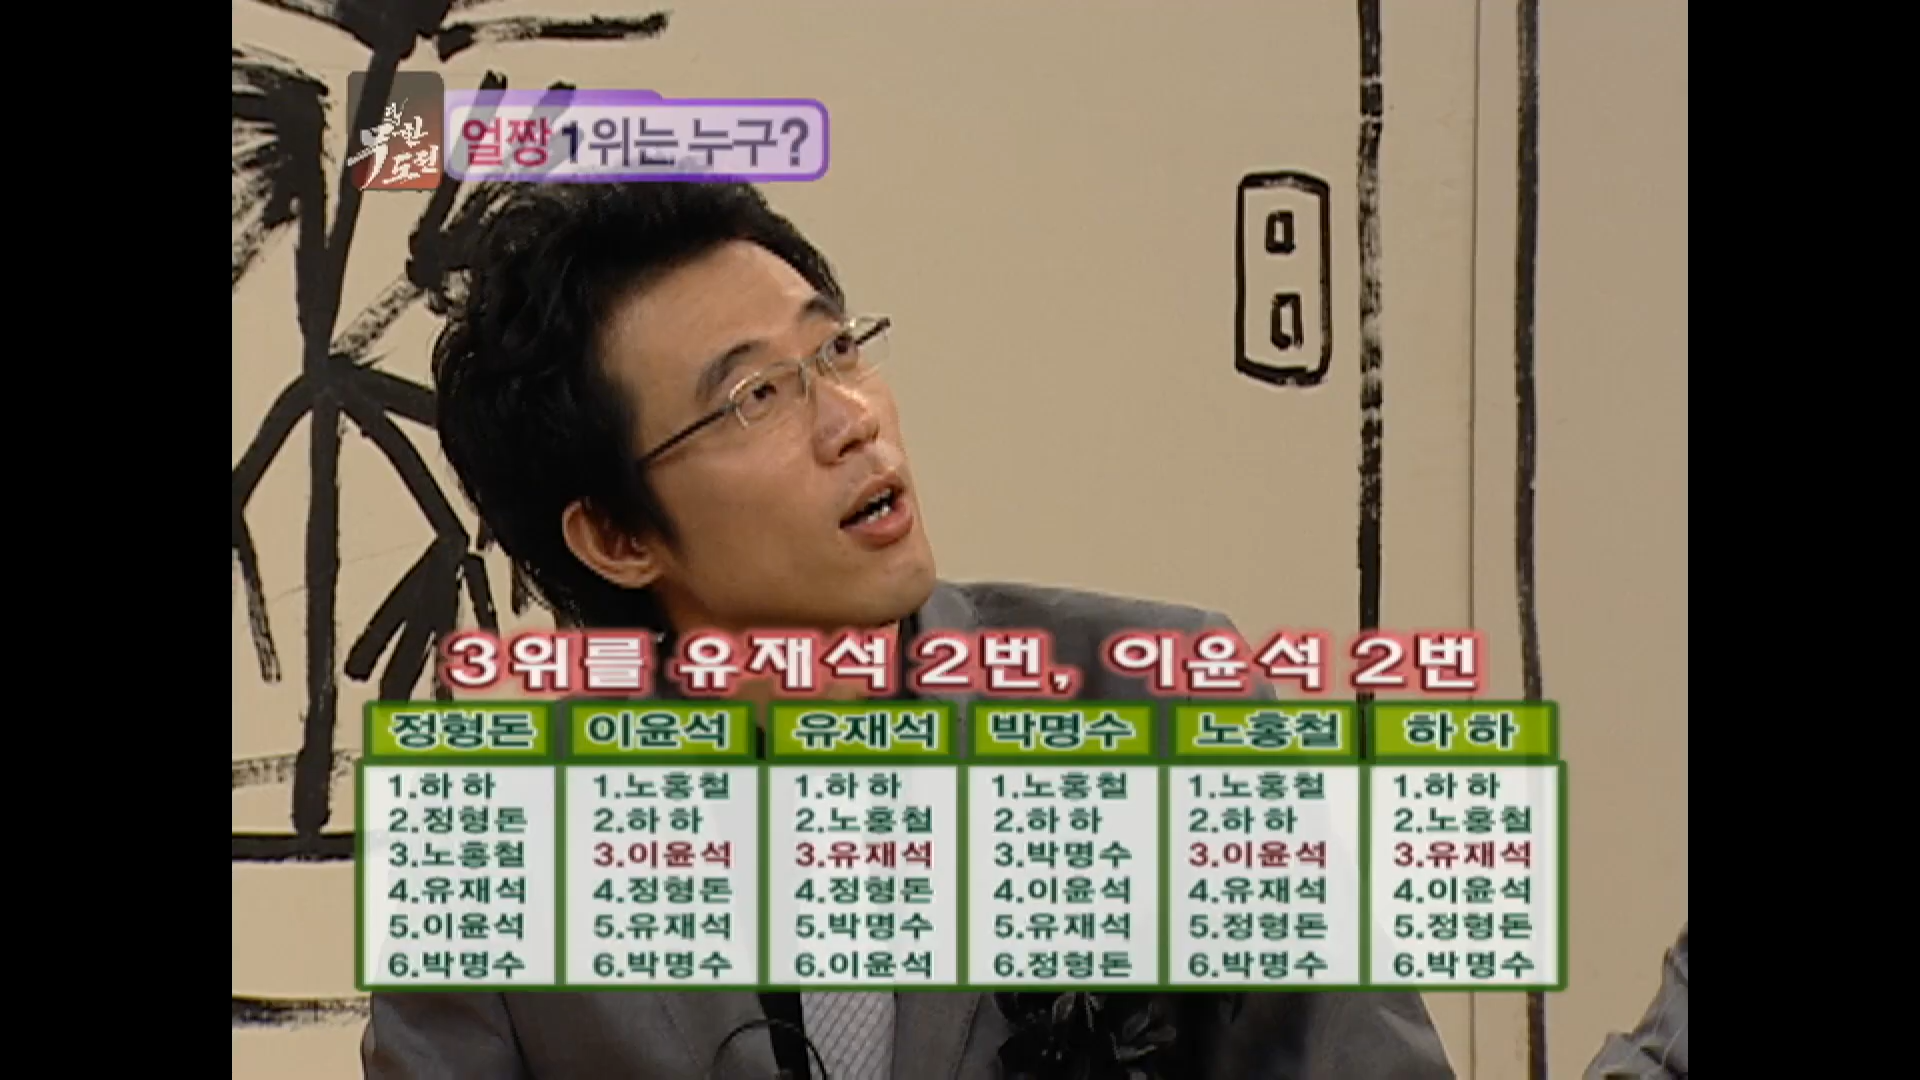 무한
도전
얼짱 1위는 누구?
3위를 유재석 2번, 이윤석 2번
정형돈 이윤석 유재석 박명수 노홍철 하하
1.하하 1.노홍철 1.하하 1.노홍철 1.노홍철 1.하하
2.정형돈 2.하하 2.노홍철 2.하하 2.하하 2.노홍철
3.노홍철 3.이윤석 3.유재석 3.박명수 3.이윤석 3.유재석
4.유재석 4.정형돈 4.정형돈 4.이윤석 4.유재석 4.이윤석
5.이윤석 5.유재석 5.박명수 5.유재석 5.정형돈 5.정형돈
6.박명수 6.박명수 6.이윤석 6.정형돈 6.박명수 6.박명수